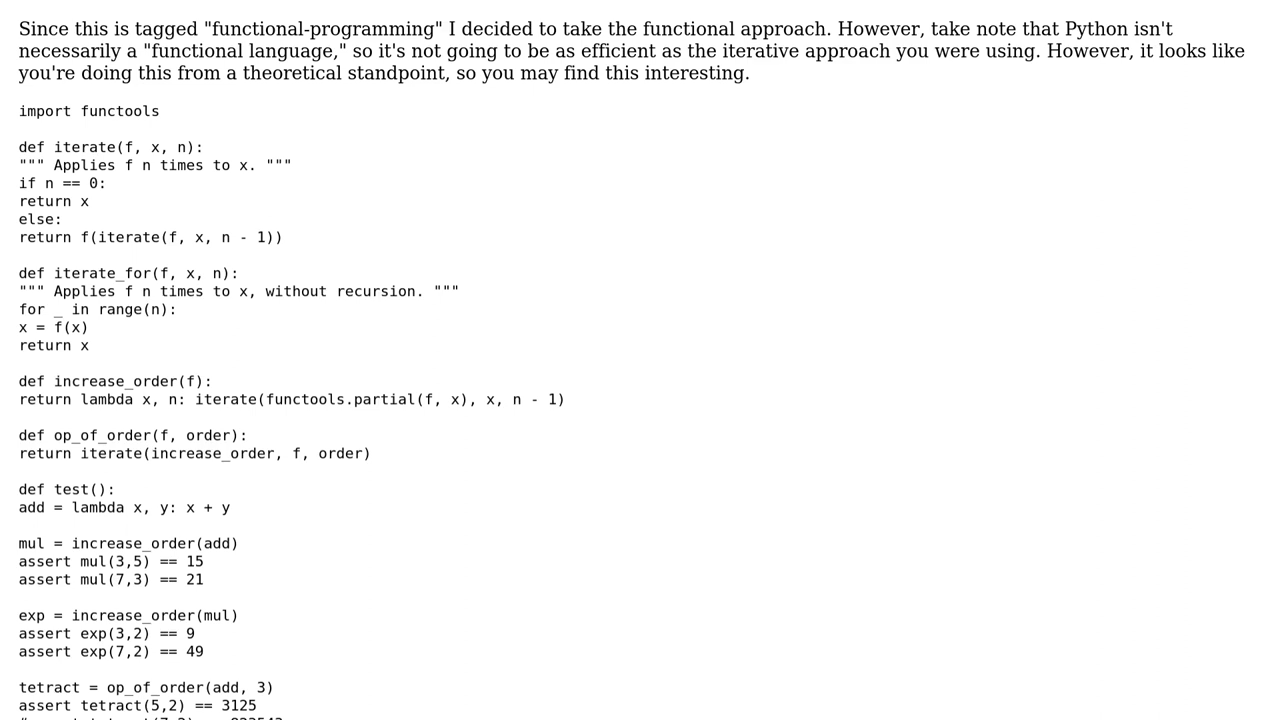 Since this is tagged "functional-programming" I decided to take the functional approach. However, take note that Python isn't
necessarily a "functional language," so it's not going to be as efficient as the iterative approach you were using. However, it looks like
you're doing this from a theoretical standpoint, so you may find this interesting.
import functools
def iterate(f, x, n):
""" Applies f n times to x. """
if n == 0:
return x
else:
return f(iterate(f, x, n - 1))
def iterate_for(f, x, n):
""" Applies f n times to x, without recursion. """
for _ in range(n):
x = f(x)
return x
def increase_order(f):
return lambda x, n: iterate(functools.partial(f, x), x, n - 1)
def op_of_order(f, order):
return iterate(increase_order, f, order)
def test():
add = lambda x, y: x + y
mul = increase_order(add)
assert mul(3,5) == 15
assert mul(7,3) == 21
exp = increase_order(mul)
assert exp(3,2) == 9
assert exp(7,2) == 49
tetract = op_of_order(add, 3)
assert tetract(5,2) == 3125